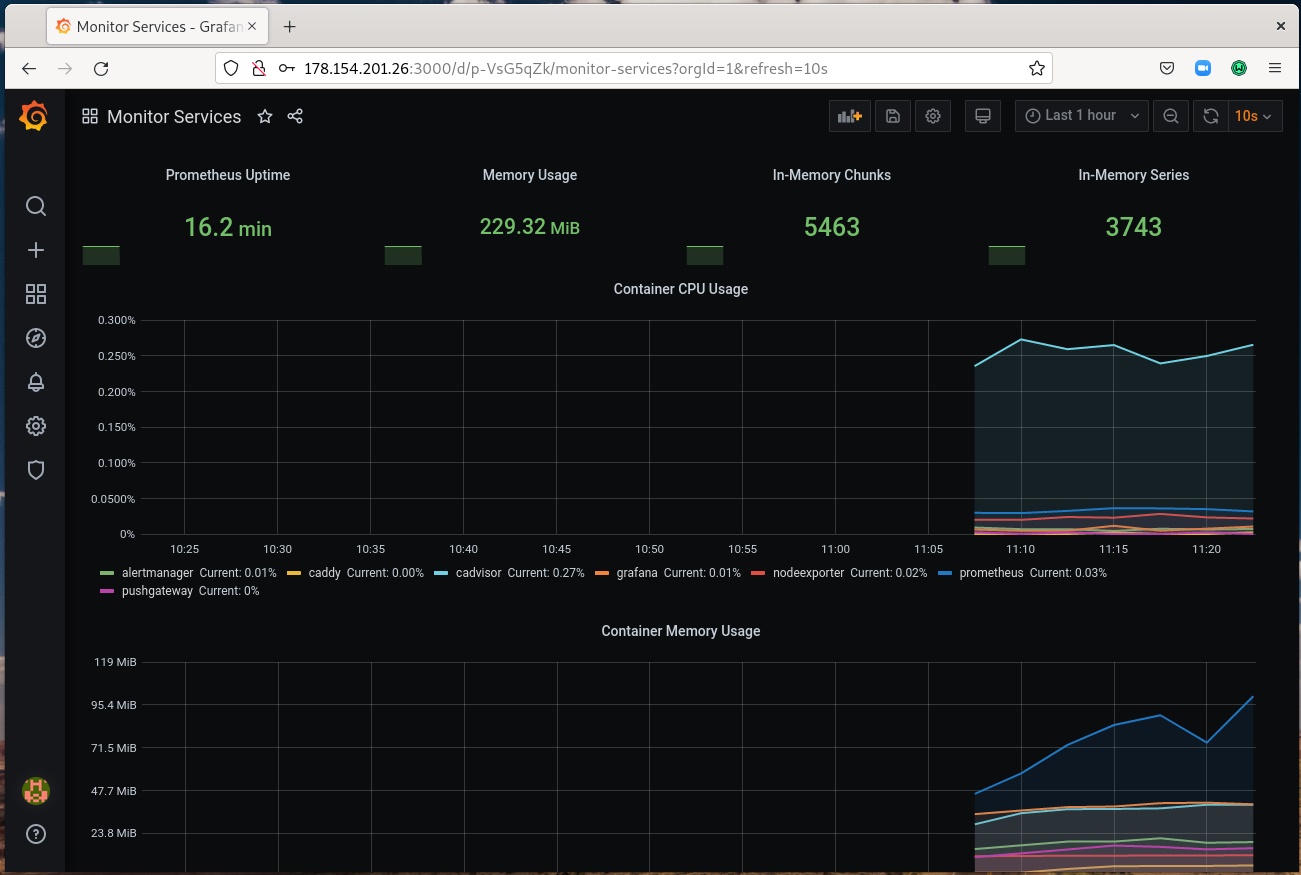 Monitor Services - Grafan
178.154.201.26:3000/d/p-VsG5qZk/monitor-services?orgId=1&refresh=10s
Monitor Services
Last 1 hour
10s
Prometheus Uptime
Memory Usage
In-Memory Chunks
In-Memory Series
16.2 min
229.32 MiB
5463
3743
Container CPU Usage
0.300%
0.250%
0.200%
0.150%
0.100%
0.0500%
0%
10:25 10:30 10:35 10:40 10:45 10:50 10:55 11:00 11:05 11:10 11:15 11:20
alertmanager Current: 0.01% caddy Current: 0.00% cadvisor Current: 0.27% grafana Current: 0.01% nodeexporter Current: 0.02% prometheus Current: 0.03%
pushgateway Current: 0%
Container Memory Usage
119 MiB
95.4 MiB
71.5 MiB
47.7 MiB
23.8 MiB